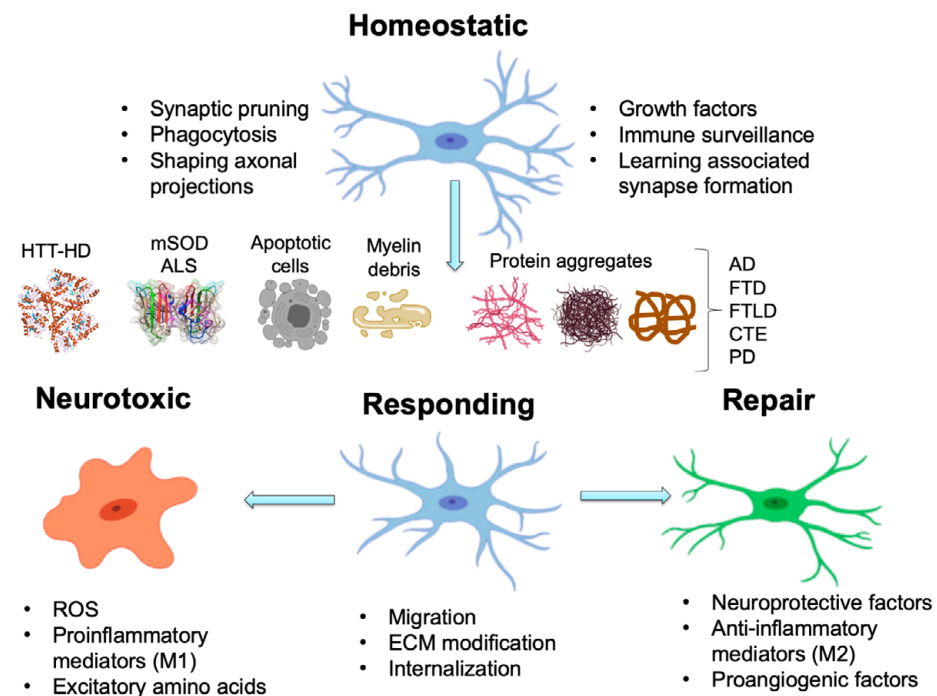 Homeostatic
• Synaptic pruning
• Phagocytosis
• Shaping axonal
projections
• Growth factors
• Immune surveillance
• Learning associated
synapse formation
HTT-HD
mSOD
ALS
Apoptotic
cells
Myelin
debris
Protein aggregates
AD
FTD
FTLD
CTE
PD
Neurotoxic
Responding
Repair
• ROS
• Proinflammatory
mediators (M1)
• Excitatory amino acids
• Migration
• ECM modification
• Internalization
• Neuroprotective factors
• Anti-inflammatory
mediators (M2)
• Proangiogenic factors